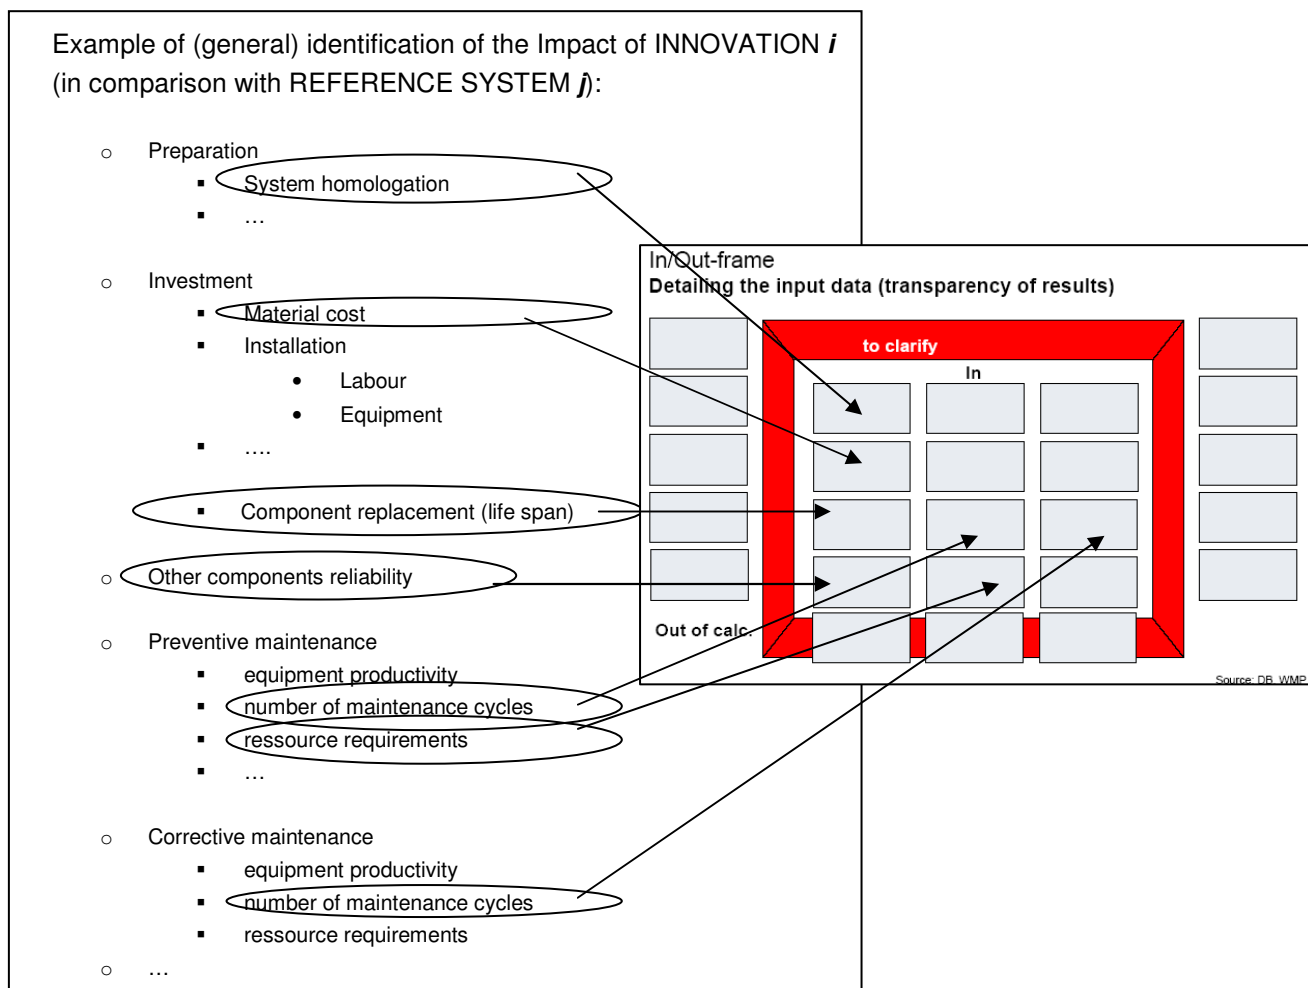 Example of (general) identification of the Impact of INNOVATION i
(in comparison with REFERENCE SYSTEM j):
o Preparation
▪ System homologation
▪ …
o Investment
▪ Material cost
▪ Installation
• Labour
• Equipment
▪ ….
▪ Component replacement (life span)
o Other components reliability
o Preventive maintenance
▪ equipment productivity
▪ number of maintenance cycles
▪ ressource requirements
▪ …
o Corrective maintenance
▪ equipment productivity
▪ number of maintenance cycles
▪ ressource requirements
o …
In/Out-frame
Detailing the input data (transparency of results)
to clarify
In
Out of calc.
Source: DB, WMP